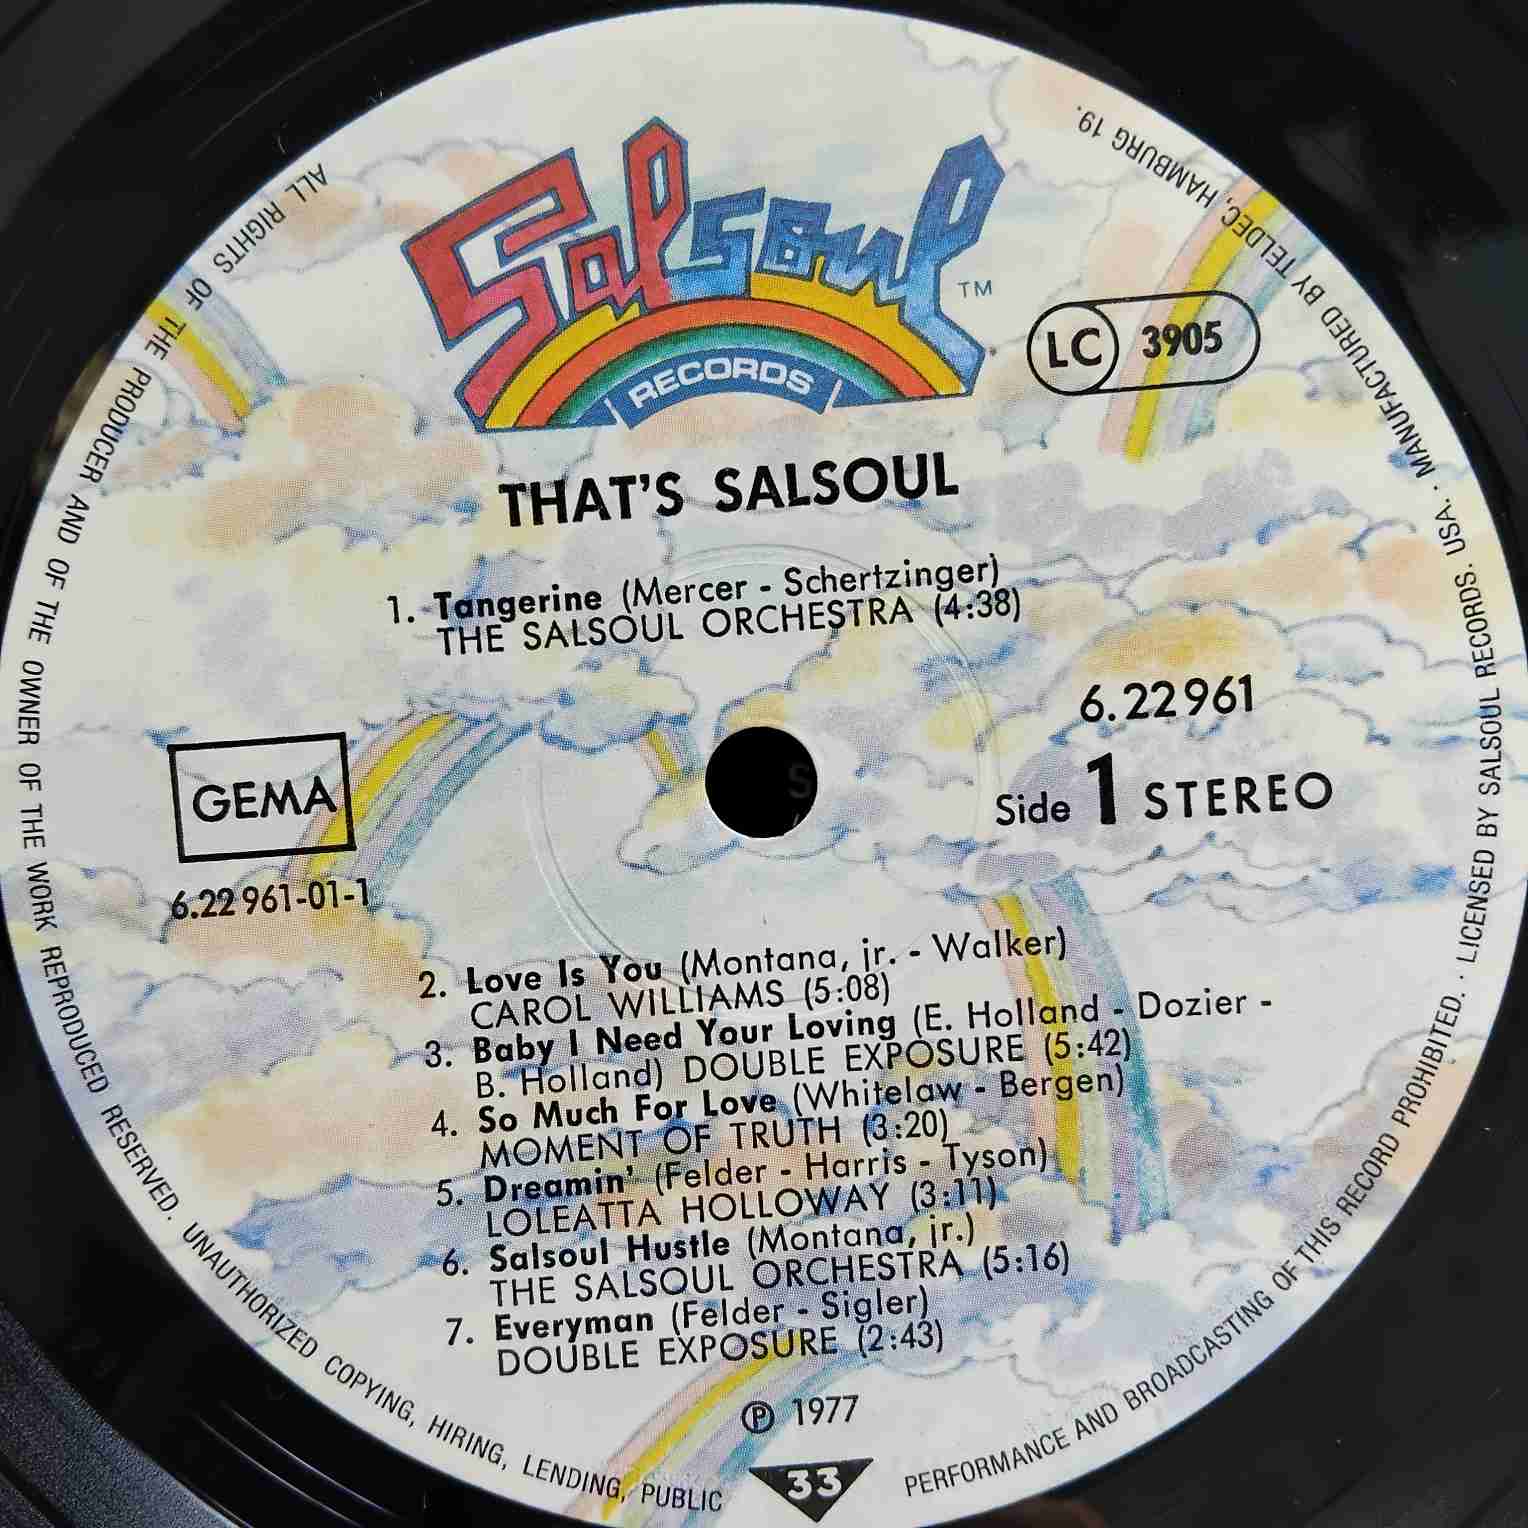 Salsoul TM
RECORDS
LC 3905
THAT'S SALSOUL
1. Tangerine (Mercer - Schertzinger)
THE SALSOUL ORCHESTRA (4:38)
6.22961
GEMA
Side 1 STEREO
6.22961-01-1
2. Love Is You (Montana, jr. - Walker)
CAROL WILLIAMS (5:08)
3. Baby I Need Your Loving (E. Holland - Dozier -
B. Holland) DOUBLE EXPOSURE (5:42)
4. So Much For Love (Whitelaw - Bergen)
MOMENT OF TRUTH (3:20)
5. Dreamin' (Felder - Harris - Tyson)
LOLEATTA HOLLOWAY (3:11)
6. Salsoul Hustle (Montana, jr.)
THE SALSOUL ORCHESTRA (5:16)
7. Everyman (Felder - Sigler)
DOUBLE EXPOSURE (2:43)
℗ 1977
33
ALL RIGHTS OF THE PRODUCER AND OF THE OWNER OF THE WORK REPRODUCED RESERVED. UNAUTHORIZED COPYING, HIRING, LENDING, PUBLIC PERFORMANCE AND BROADCASTING OF THIS RECORD PROHIBITED. · LICENSED BY SALSOUL RECORDS. USA. · MANUFACTURED BY TELDEC, HAMBURG 19.